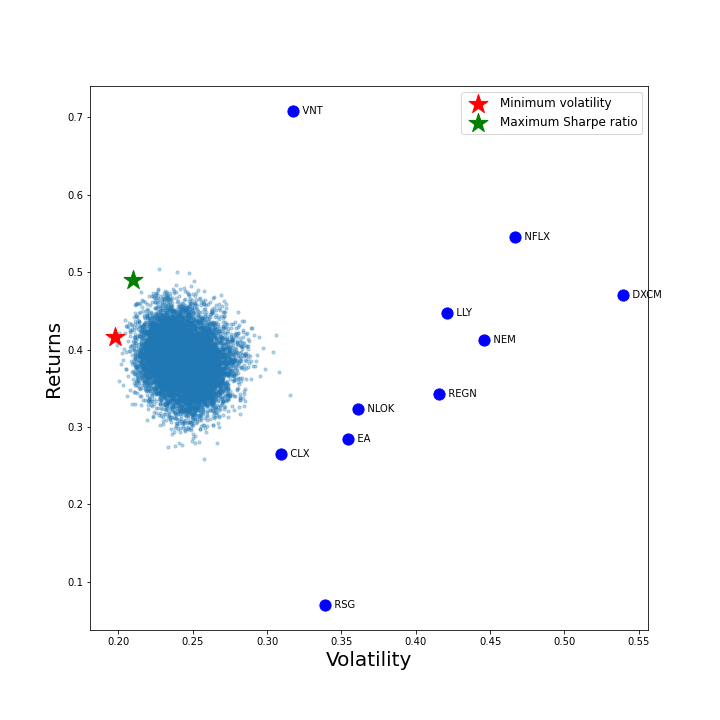 Minimum volatility
Maximum Sharpe ratio
VNT
NFLX
DXCM
LLY
NEM
REGN
NLOK
EA
CLX
RSG
Returns
0.7
0.6
0.5
0.4
0.3
0.2
0.1
0.20 0.25 0.30 0.35 0.40 0.45 0.50 0.55
Volatility